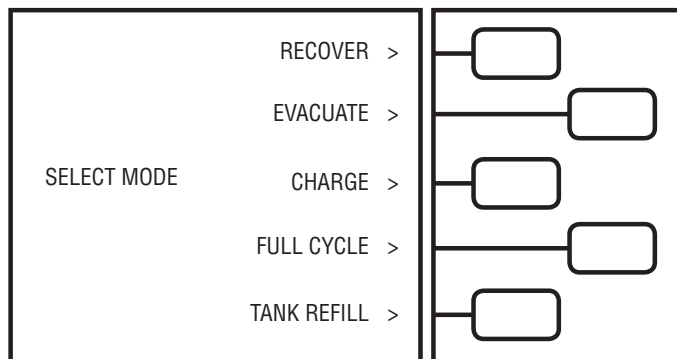 RECOVER >
EVACUATE >
SELECT MODE CHARGE >
FULL CYCLE >
TANK REFILL >